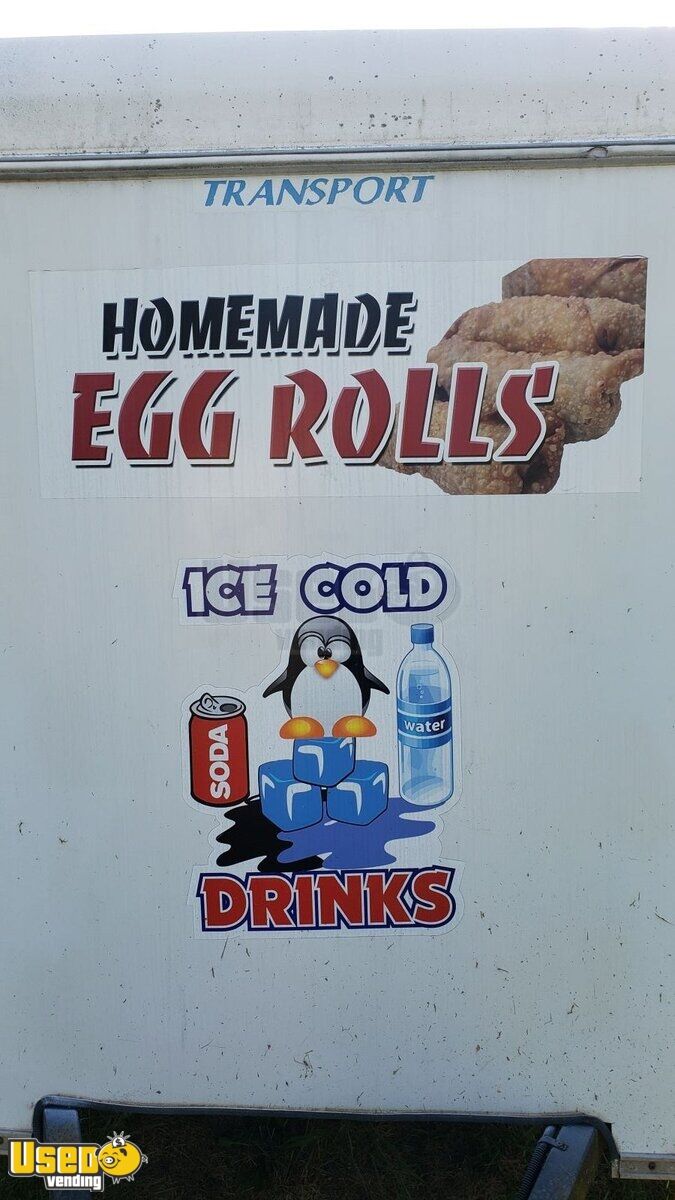 TRANSPORT
HOMEMADE
EGG ROLLS
ICE COLD
SODA
water
DRINKS
USED
vending